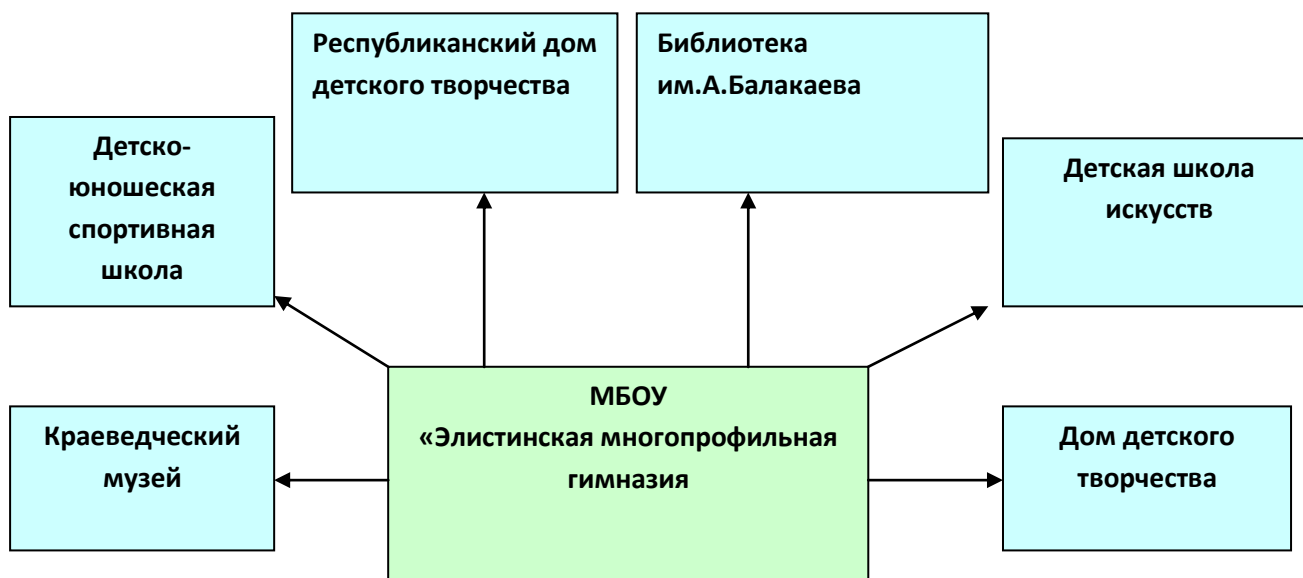 Республиканский дом
детского творчества
Библиотека
им.А.Балакаева
Детско-
юношеская
спортивная
школа
Детская школа
искусств
МБОУ
«Элистинская многопрофильная
гимназия
Краеведческий
музей
Дом детского
творчества